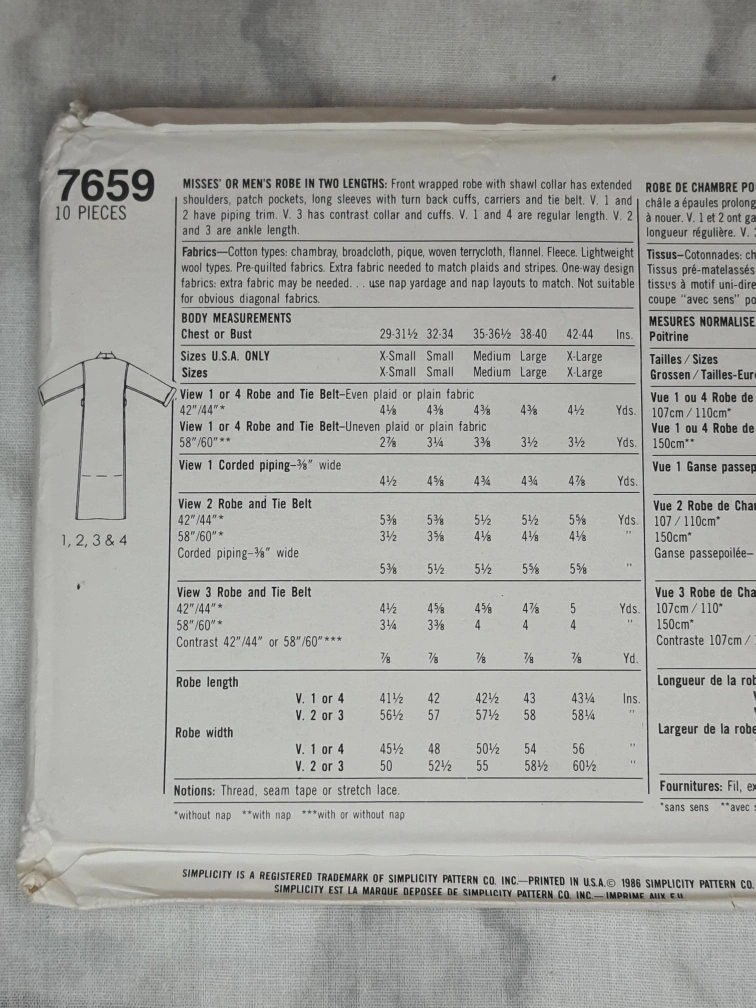 7659
10 PIECES
1, 2, 3 & 4
MISSES' OR MEN'S ROBE IN TWO LENGTHS: Front wrapped robe with shawl collar has extended
shoulders, patch pockets, long sleeves with turn back cuffs, carriers and tie belt. V. 1 and
2 have piping trim. V. 3 has contrast collar and cuffs. V. 1 and 4 are regular length. V. 2
and 3 are ankle length.
Fabrics—Cotton types: chambray, broadcloth, pique, woven terrycloth, flannel. Fleece. Lightweight
wool types. Pre-quilted fabrics. Extra fabric needed to match plaids and stripes. One-way design
fabrics: extra fabric may be needed. . . use nap yardage and nap layouts to match. Not suitable
for obvious diagonal fabrics.
BODY MEASUREMENTS
Chest or Bust 29-31½ 32-34 35-36½ 38-40 42-44 Ins.
Sizes U.S.A. ONLY X-Small Small Medium Large X-Large
Sizes X-Small Small Medium Large X-Large
View 1 or 4 Robe and Tie Belt–Even plaid or plain fabric
42"/44"* 4⅛ 4⅜ 4⅜ 4⅜ 4½ Yds.
View 1 or 4 Robe and Tie Belt–Uneven plaid or plain fabric
58"/60"** 2⅞ 3¼ 3⅜ 3½ 3½ Yds.
View 1 Corded piping–⅜" wide
4½ 4⅝ 4¾ 4¾ 4⅞ Yds.
View 2 Robe and Tie Belt
42"/44"* 5⅜ 5⅜ 5½ 5½ 5⅝ Yds.
58"/60"* 3½ 3⅝ 4⅛ 4⅛ 4⅛ "
Corded piping–⅜" wide
5⅜ 5½ 5½ 5⅝ 5⅝ "
View 3 Robe and Tie Belt
42"/44"* 4½ 4⅝ 4⅝ 4⅞ 5 Yds.
58"/60"* 3¼ 3⅜ 4 4 4 "
Contrast 42"/44" or 58"/60"***
⅞ ⅞ ⅞ ⅞ ⅞ Yd.
Robe length
V. 1 or 4 41½ 42 42½ 43 43¼ Ins.
V. 2 or 3 56½ 57 57½ 58 58¼ "
Robe width
V. 1 or 4 45½ 48 50½ 54 56 "
V. 2 or 3 50 52½ 55 58½ 60½ "
Notions: Thread, seam tape or stretch lace.
*without nap **with nap ***with or without nap
ROBE DE CHAMBRE PO
châle a épaules prolong
à nouer. V. 1 et 2 ont ga
longueur régulière. V.
Tissus–Cotonnades: ch
Tissus pré-matelassés
tissus à motif uni-dire
coupe "avec sens" po
MESURES NORMALISE
Poitrine
Tailles / Sizes
Grossen / Tailles-Eur
Vue 1 ou 4 Robe de
107cm / 110cm*
Vue 1 ou 4 Robe de
150cm**
Vue 1 Ganse passep
Vue 2 Robe de Cha
107 / 110cm*
150cm*
Ganse passepoilée–
Vue 3 Robe de Cha
107cm / 110*
150cm*
Contraste 107cm /
Longueur de la rob
Largeur de la robe
Fournitures: Fil, ex
*sans sens **avec
SIMPLICITY IS A REGISTERED TRADEMARK OF SIMPLICITY PATTERN CO. INC.—PRINTED IN U.S.A.© 1986 SIMPLICITY PATTERN CO.
SIMPLICITY EST LA MARQUE DEPOSEE DE SIMPLICITY PATTERN CO. INC.—IMPRIME AUX E.U.